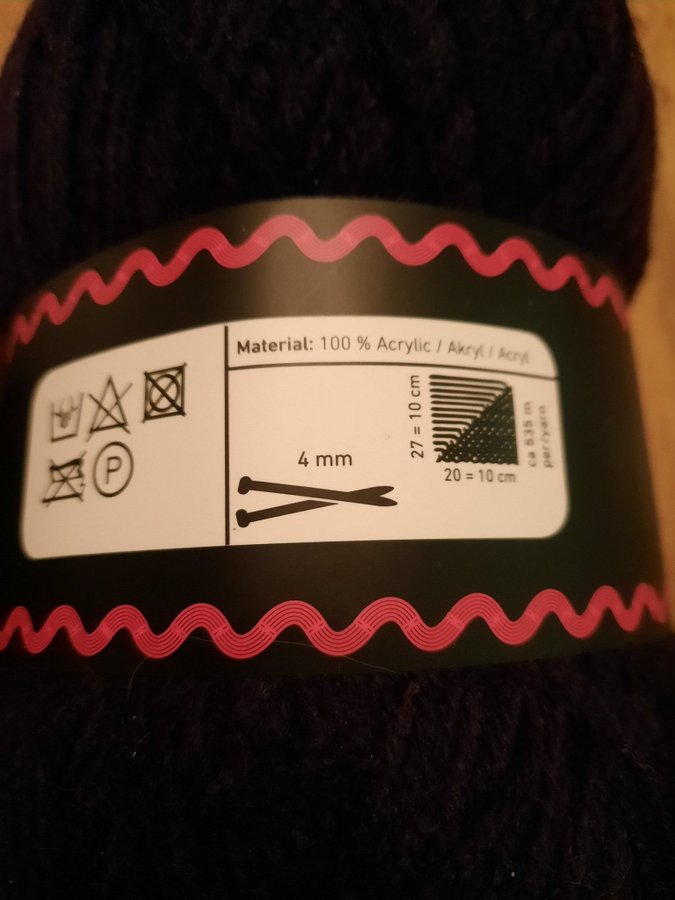 Material: 100 % Acrylic / Akryl / Acryl
P
4 mm
27 = 10 cm
20 = 10 cm
ca 535 m
per/yarn